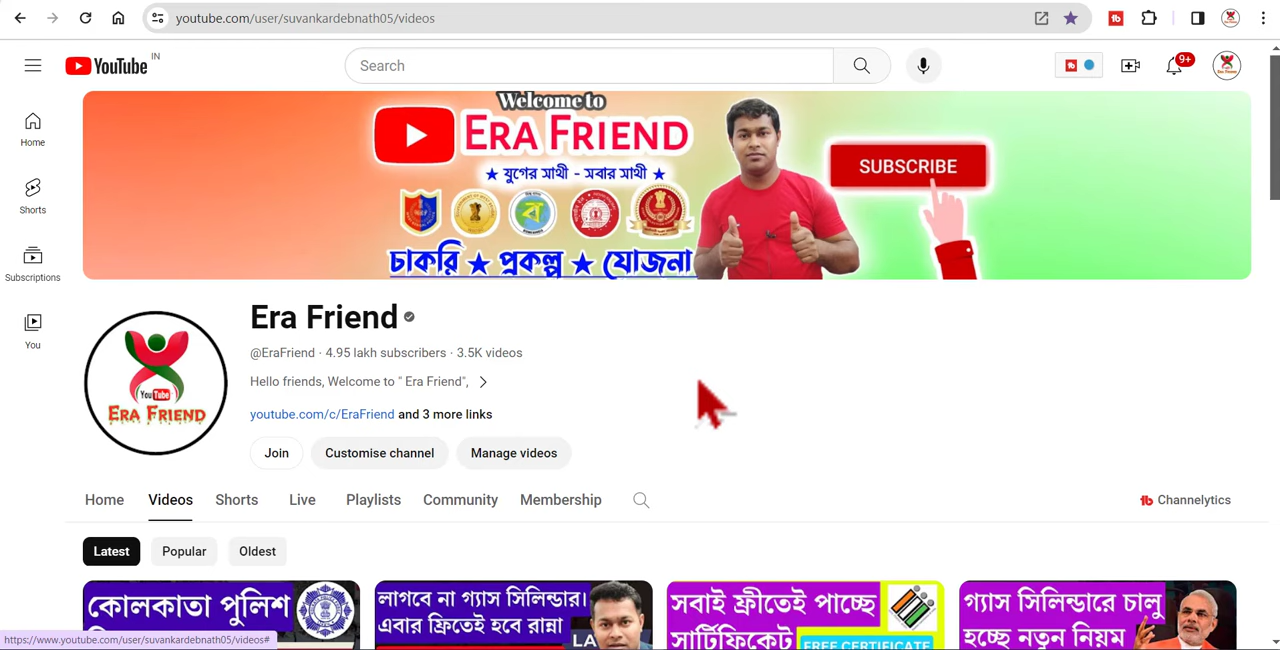 youtube.com/user/suvankardebnath05/videos
YouTube IN
Search
9+
Home
Shorts
Subscriptions
You
Welcome to
ERA FRIEND
★ যুগের সাথী - সবার সাথী ★
চাকরি ★ প্রকল্প ★ যোজনা
SUBSCRIBE
YouTube
ERA FRIEND
Era Friend
@EraFriend · 4.95 lakh subscribers · 3.5K videos
Hello friends, Welcome to " Era Friend",
youtube.com/c/EraFriend and 3 more links
Join Customise channel Manage videos
Home Videos Shorts Live Playlists Community Membership
Channelytics
Latest Popular Oldest
কোলকাতা পুলিশ
লাগবে না গ্যাস সিলিন্ডার।
এবার ফ্রিতেই হবে রান্না
সবাই ফ্রীতেই পাচ্ছে
সার্টিফিকেট
FREE CERTIFICATE
গ্যাস সিলিন্ডারে চালু
হচ্ছে নতুন নিয়ম
https://www.youtube.com/user/suvankardebnath05/videos#